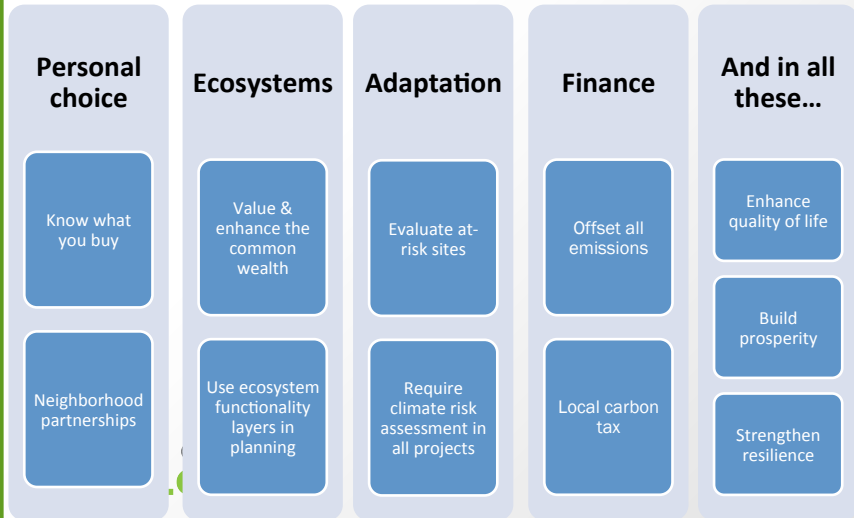 Personal
choice
Know what
you buy
Neighborhood
partnerships
Ecosystems
Value &
enhance the
common
wealth
Use ecosystem
functionality
layers in
planning
Adaptation
Evaluate at-
risk sites
Require
climate risk
assessment in
all projects
Finance
Offset all
emissions
Local carbon
tax
And in all
these…
Enhance
quality of life
Build
prosperity
Strengthen
resilience